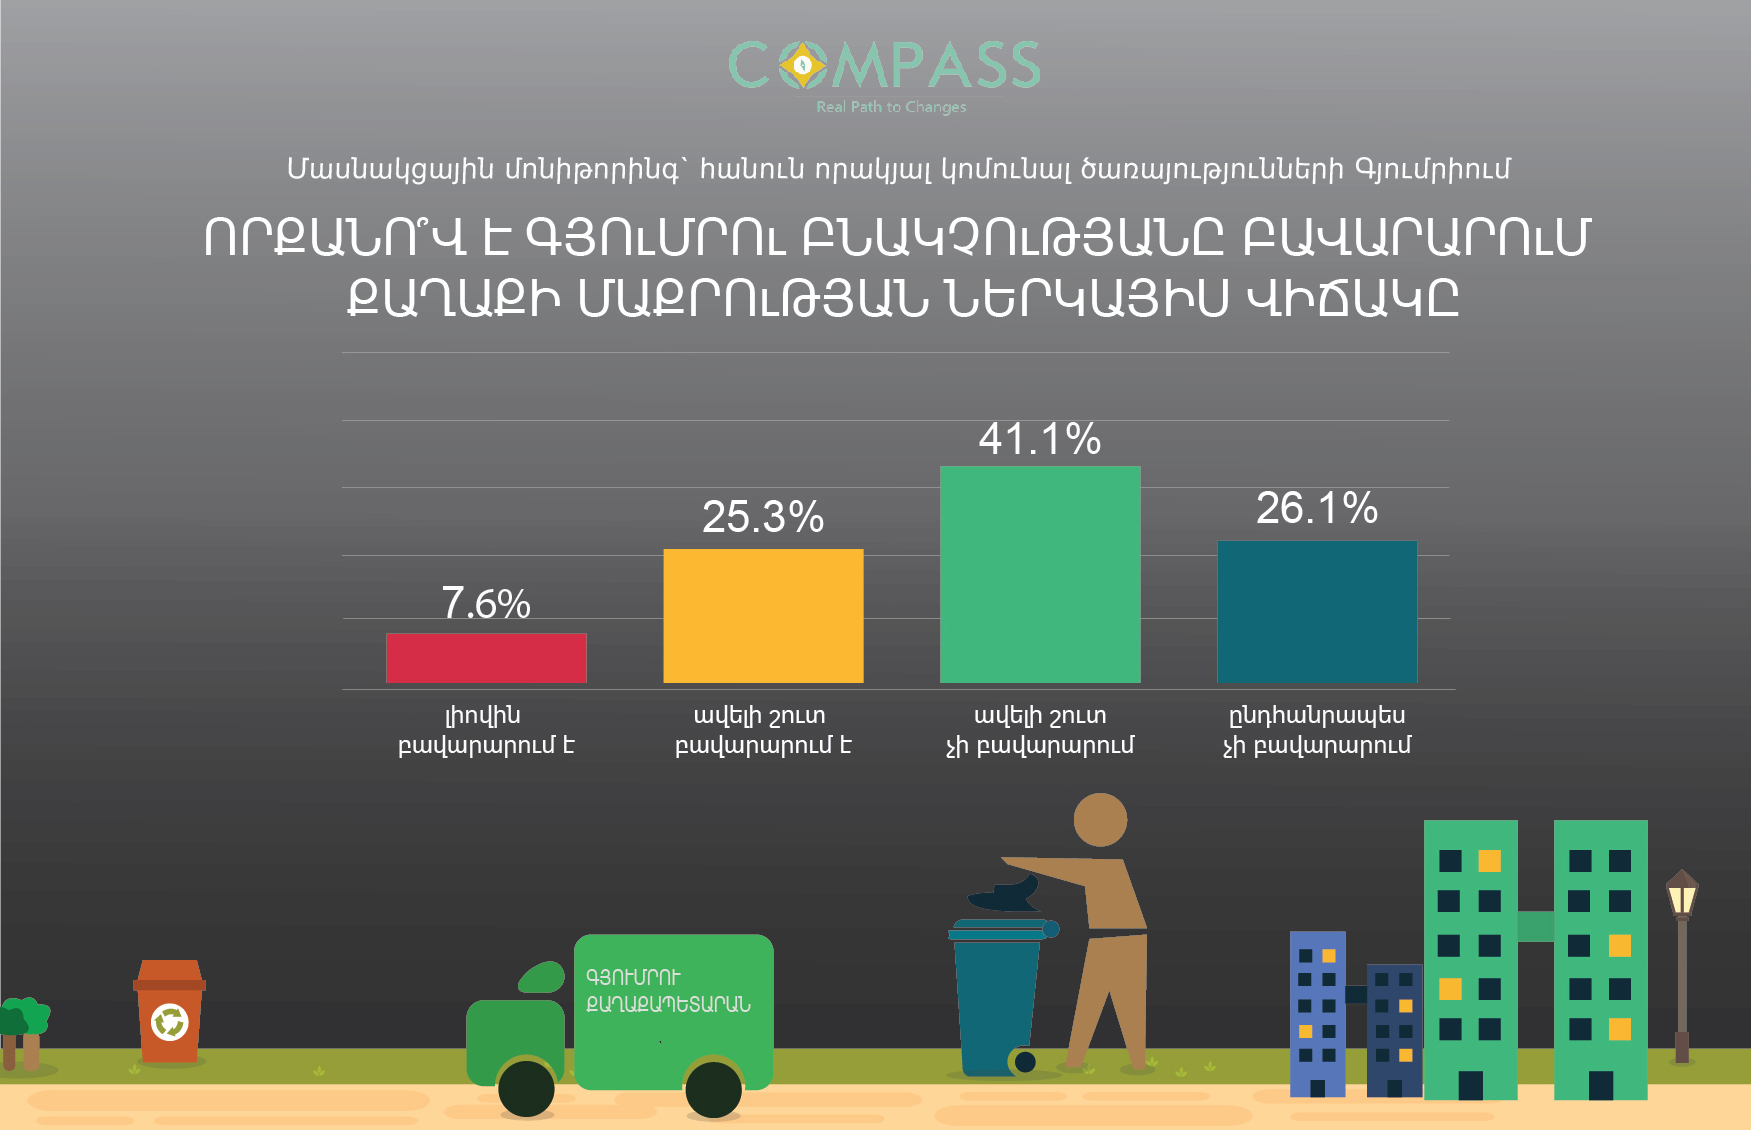 COMPASS
Real Path to Changes
Մասնակցային մոնիթորինգ` հանուն որակյալ կոմունալ ծառայությունների Գյումրիում
ՈՐՔԱՆՈ՞Վ Է ԳՅՈւՄՐՈւ ԲՆԱԿՉՈւԹՅԱՆԸ ԲԱՎԱՐԱՐՈւՄ
ՔԱՂԱՔԻ ՄԱՔՐՈւԹՅԱՆ ՆԵՐԿԱՅԻՍ ՎԻՃԱԿԸ
41.1%
26.1%
25.3%
7.6%
լիովին
բավարարում է
ավելի շուտ
բավարարում է
ավելի շուտ
չի բավարարում
ընդհանրապես
չի բավարարում
ԳՅՈՒՄՐՈՒ
ՔԱՂԱՔԱՊԵՏԱՐԱՆ